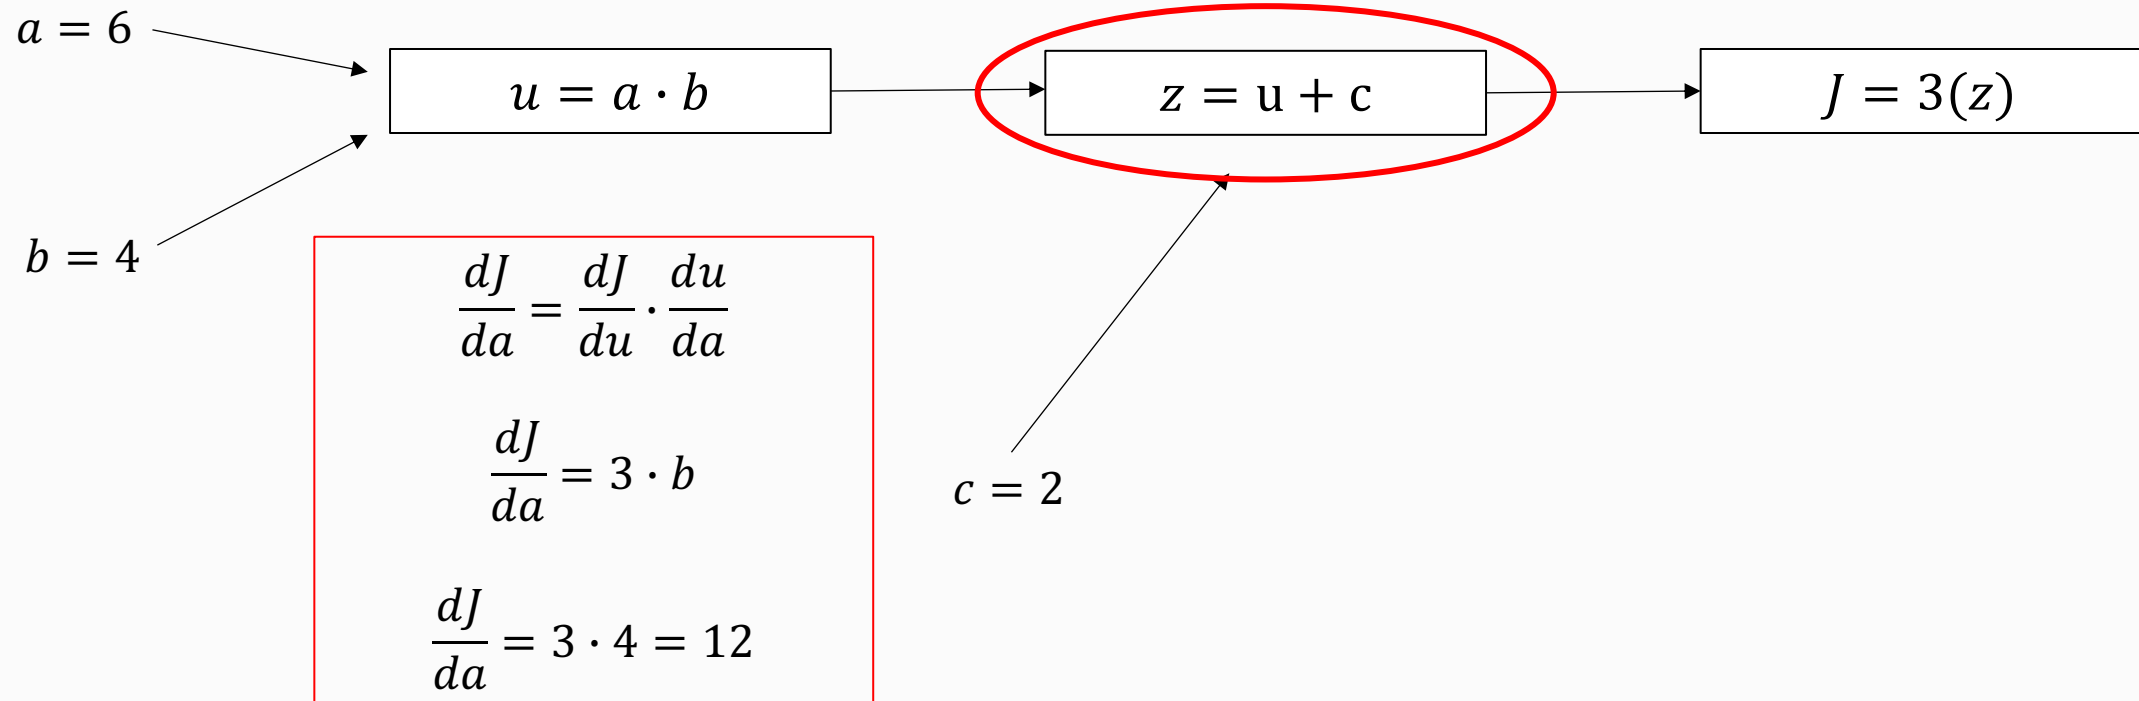 a = 6
u = a · b
z = u + c
J = 3(z)
b = 4
dJ/da = dJ/du · du/da
dJ/da = 3 · b
c = 2
dJ/da = 3 · 4 = 12